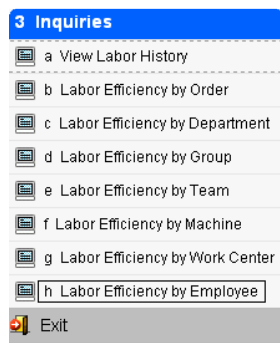 3 Inquiries
a View Labor History
b Labor Efficiency by Order
c Labor Efficiency by Department
d Labor Efficiency by Group
e Labor Efficiency by Team
f Labor Efficiency by Machine
g Labor Efficiency by Work Center
h Labor Efficiency by Employee
Exit